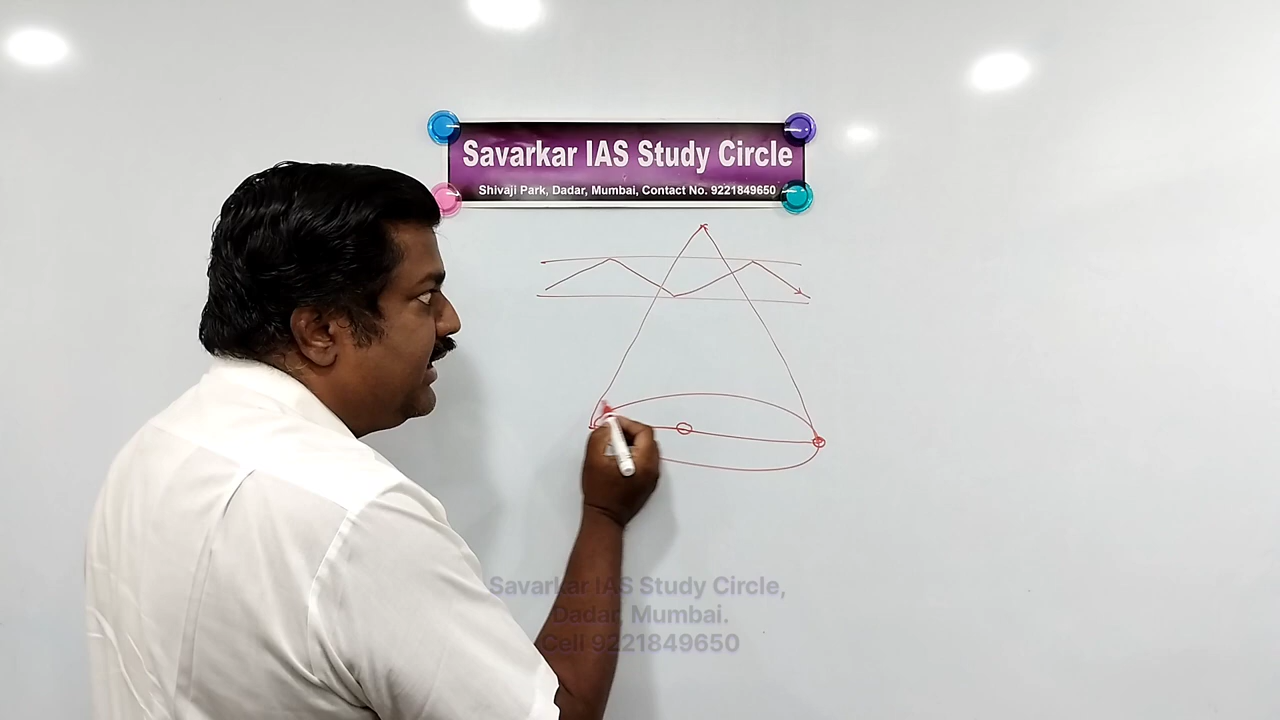 Savarkar IAS Study Circle
Shivaji Park, Dadar, Mumbai, Contact No. 9221849650
Savarkar IAS Study Circle,
Dadar, Mumbai.
Cell 9221849650